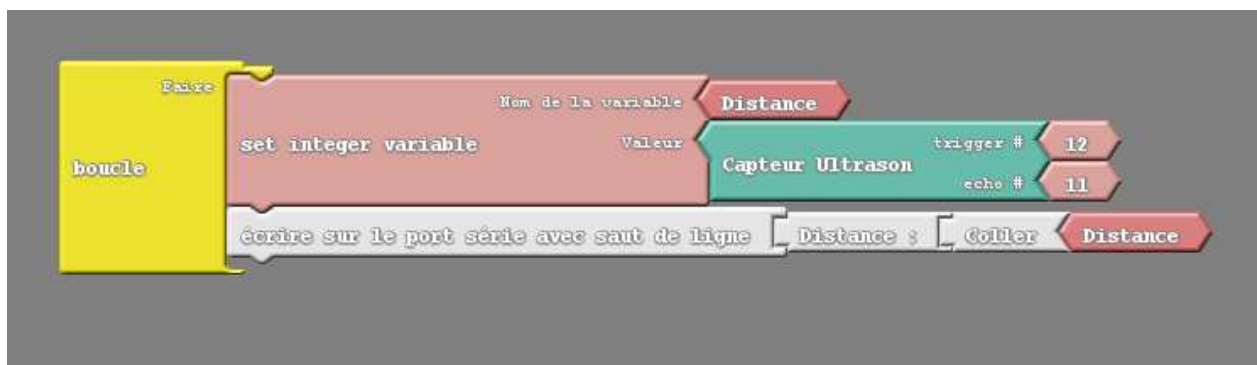 Faire
Nom de la variable Distance
set integer variable Valeur
boucle
Capteur Ultrason
trigger # 12
echo # 11
écrire sur le port série avec saut de ligne Distance : Coller Distance